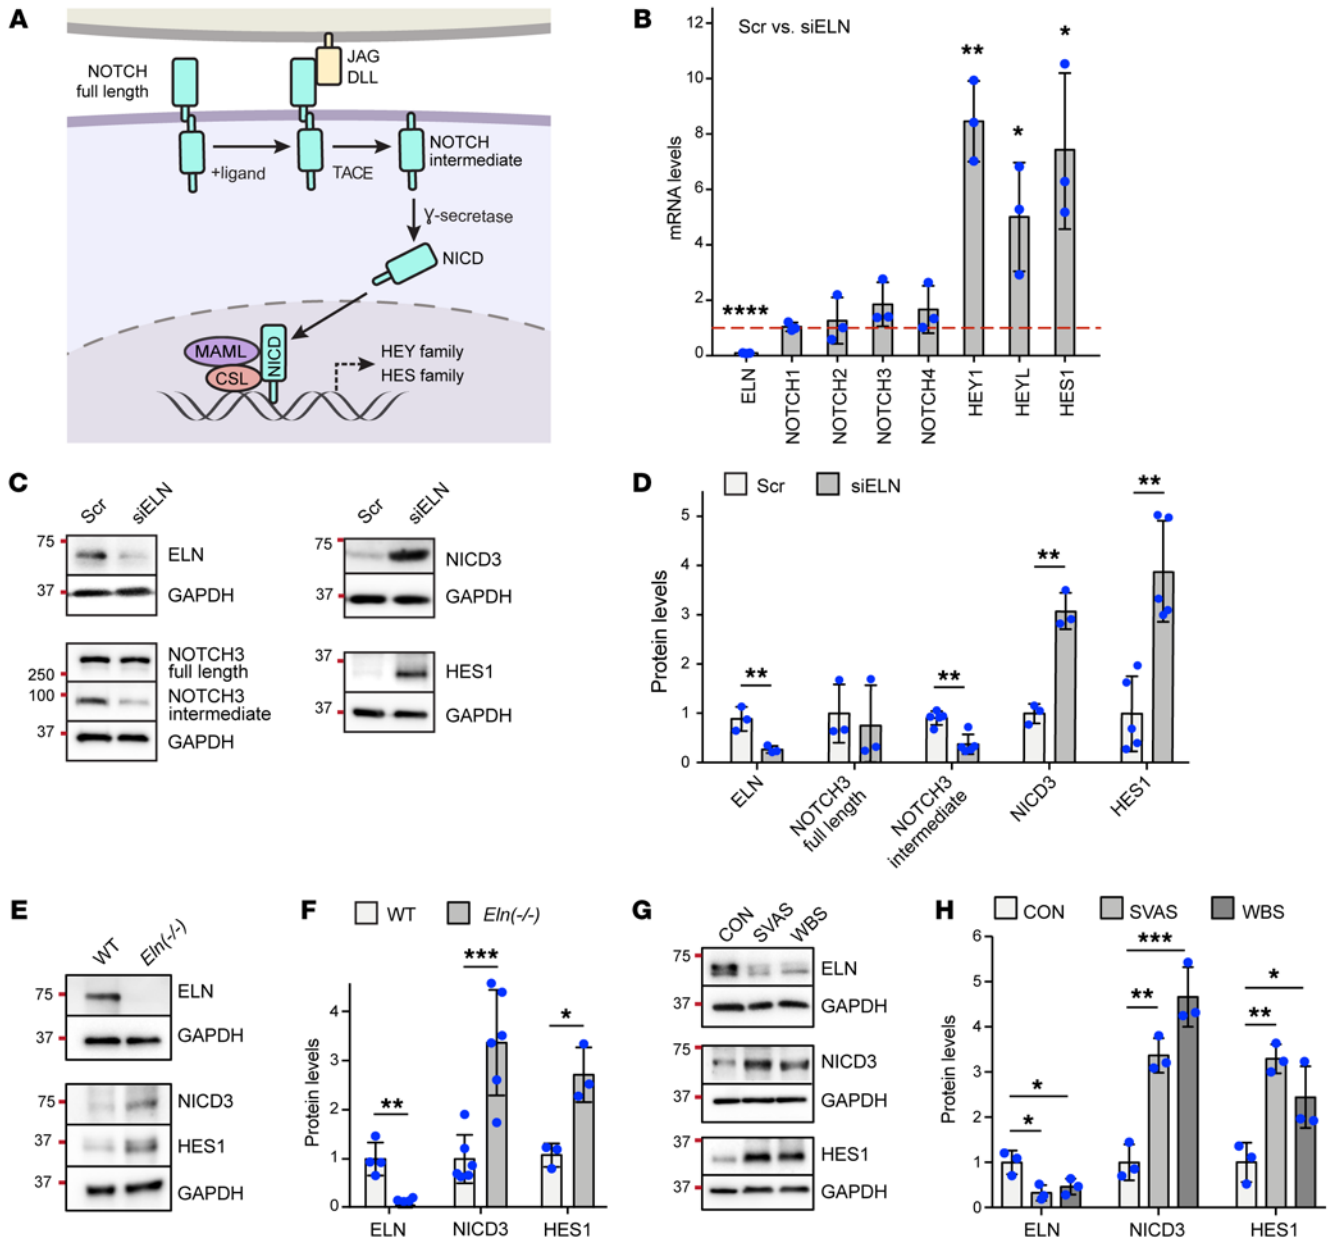 A
NOTCH
full length
JAG
DLL
+ligand
TACE
NOTCH
intermediate
Ɣ-secretase
NICD
MAML
CSL
NICD
HEY family
HES family
B
Scr vs. siELN
mRNA levels
12
10
8
6
4
2
0
****
**
*
*
ELN
NOTCH1
NOTCH2
NOTCH3
NOTCH4
HEY1
HEYL
HES1
C
Scr
siELN
75
ELN
37
GAPDH
NOTCH3
full length
250
100
NOTCH3
intermediate
37
GAPDH
Scr
siELN
75
NICD3
37
GAPDH
37
HES1
37
GAPDH
D
Scr
siELN
Protein levels
5
4
3
2
1
0
**
**
**
**
ELN
NOTCH3
full length
NOTCH3
intermediate
NICD3
HES1
E
WT
Eln(-/-)
75
ELN
37
GAPDH
75
NICD3
37
HES1
37
GAPDH
F
WT
Eln(-/-)
Protein levels
4
3
2
1
0
**
***
*
ELN
NICD3
HES1
G
CON
SVAS
WBS
75
ELN
37
GAPDH
75
NICD3
37
GAPDH
37
HES1
37
GAPDH
H
CON
SVAS
WBS
Protein levels
6
5
4
3
2
1
0
*
*
**
***
**
*
ELN
NICD3
HES1